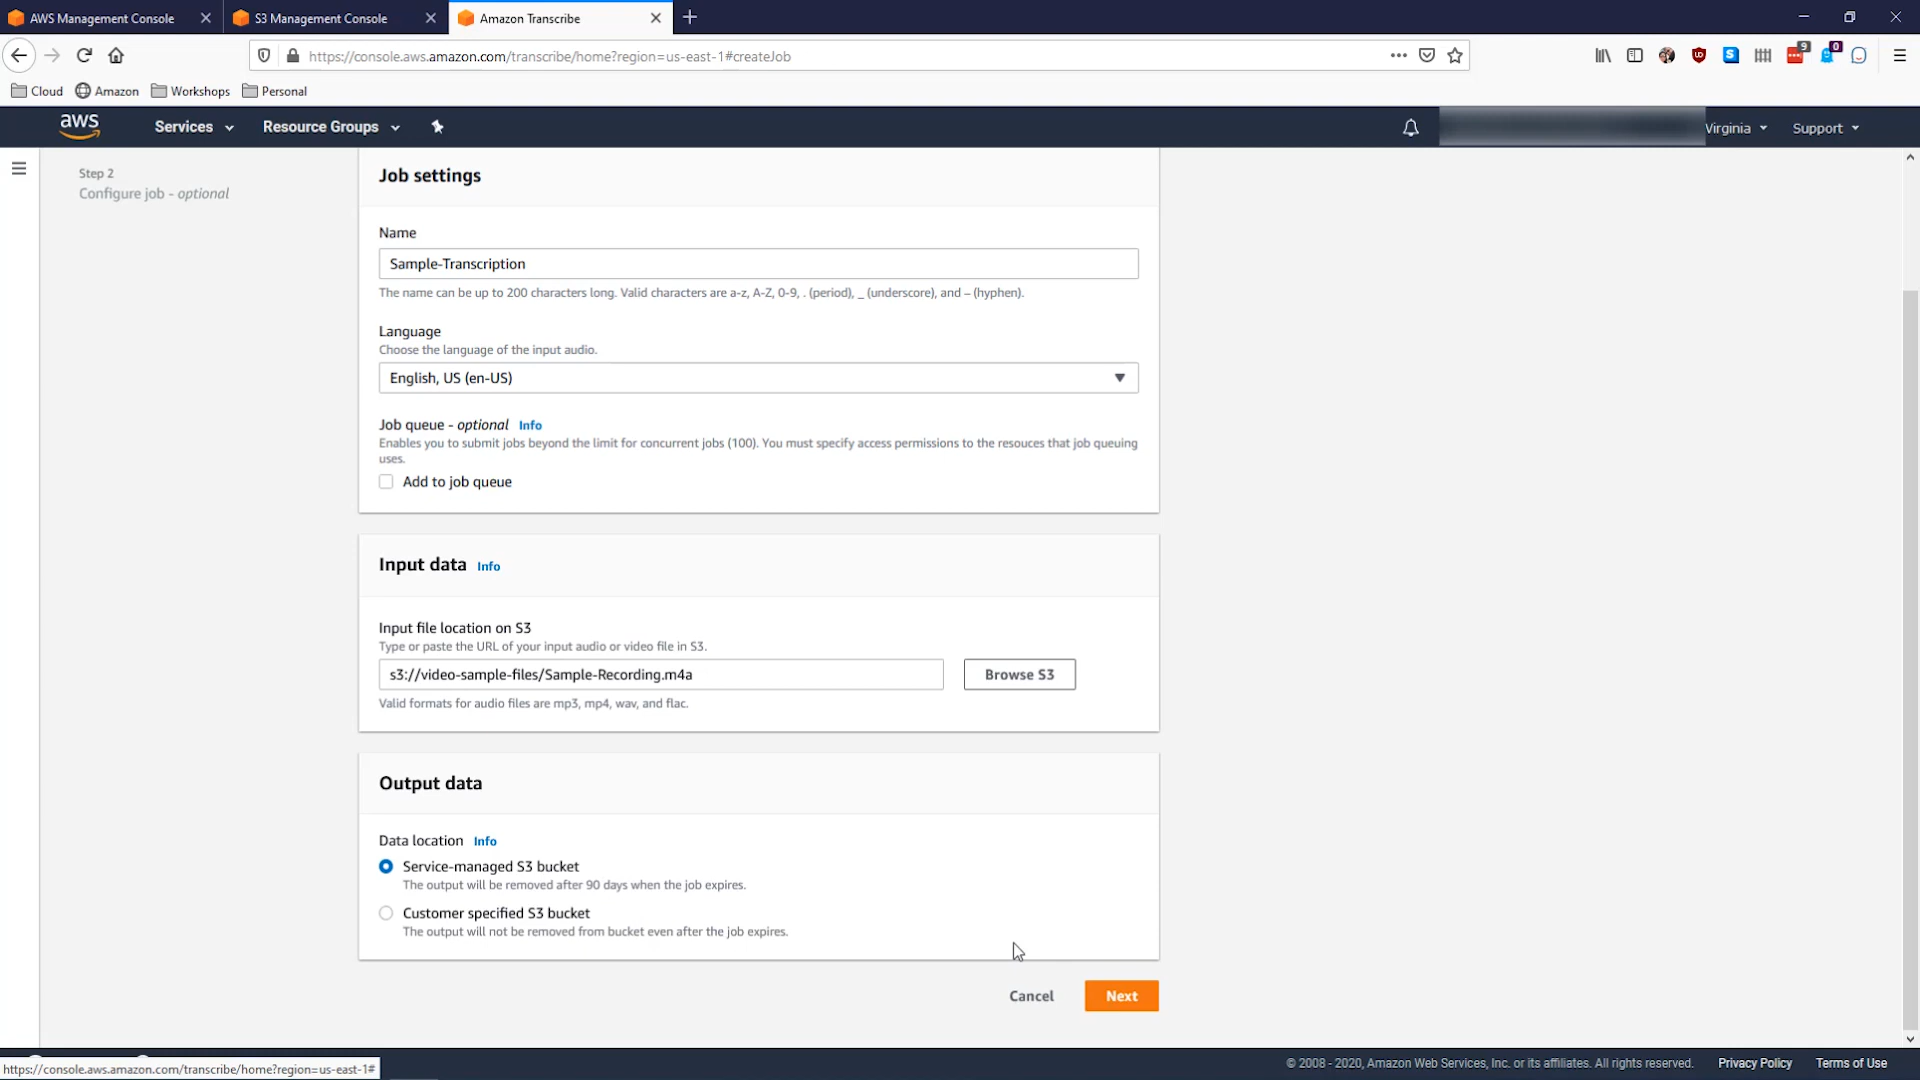 AWS Management Console
S3 Management Console
Amazon Transcribe
https://console.aws.amazon.com/transcribe/home?region=us-east-1#createJob
9
0
Cloud
Amazon
Workshops
Personal
aws
Services
Resource Groups
Virginia
Support
Step 2
Configure job - optional
Job settings
Name
Sample-Transcription
The name can be up to 200 characters long. Valid characters are a-z, A-Z, 0-9, . (period), _ (underscore), and – (hyphen).
Language
Choose the language of the input audio.
English, US (en-US)
Job queue - optional Info
Enables you to submit jobs beyond the limit for concurrent jobs (100). You must specify access permissions to the resouces that job queuing
uses.
Add to job queue
Input data Info
Input file location on S3
Type or paste the URL of your input audio or video file in S3.
s3://video-sample-files/Sample-Recording.m4a
Browse S3
Valid formats for audio files are mp3, mp4, wav, and flac.
Output data
Data location Info
Service-managed S3 bucket
The output will be removed after 90 days when the job expires.
Customer specified S3 bucket
The output will not be removed from bucket even after the job expires.
Cancel
Next
https://console.aws.amazon.com/transcribe/home?region=us-east-1#
© 2008 - 2020, Amazon Web Services, Inc. or its affiliates. All rights reserved.
Privacy Policy
Terms of Use